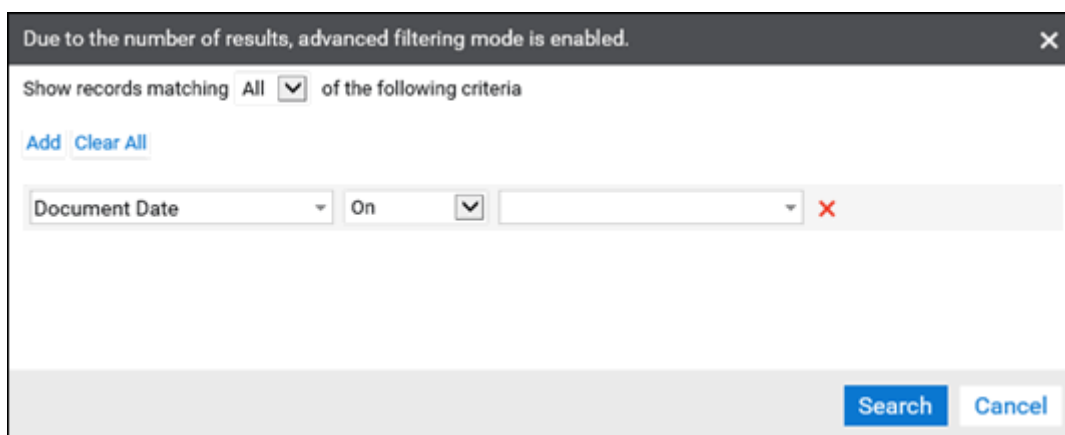 Due to the number of results, advanced filtering mode is enabled.
Show records matching All of the following criteria
Add Clear All
Document Date On
Search Cancel